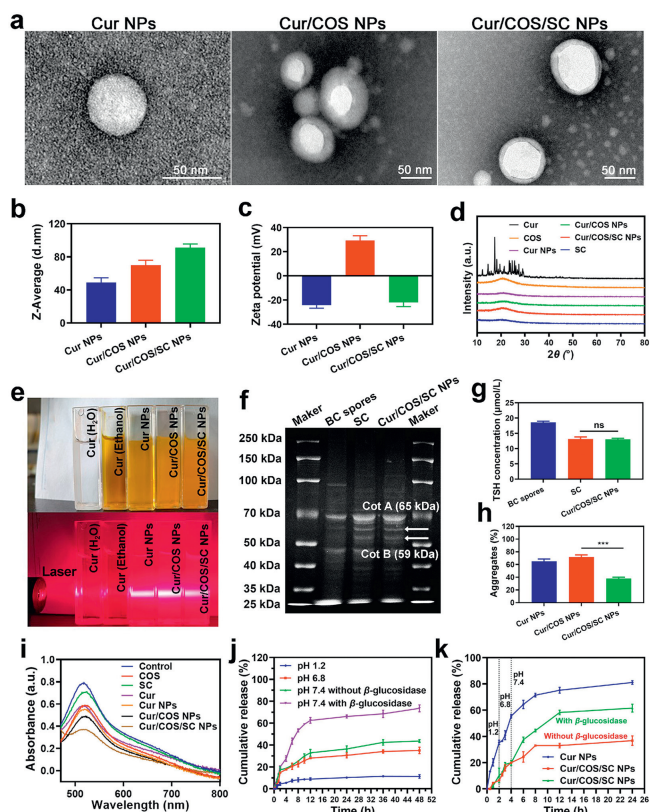 a
Cur NPs
Cur/COS NPs
Cur/COS/SC NPs
50 nm
50 nm
50 nm
b
Z-Average (d.nm)
120
80
40
0
Cur NPs
Cur/COS NPs
Cur/COS/SC NPs
c
Zeta potential (mV)
40
20
0
-20
-40
Cur NPs
Cur/COS NPs
Cur/COS/SC NPs
d
Intensity (a.u.)
Cur
COS
Cur NPs
Cur/COS NPs
Cur/COS/SC NPs
SC
10 20 30 40 50 60 70 80
2θ (°)
e
Cur (H2O)
Cur (Ethanol)
Cur NPs
Cur/COS NPs
Cur/COS/SC NPs
Laser
Cur (H2O)
Cur (Ethanol)
Cur NPs
Cur/COS NPs
Cur/COS/SC NPs
f
Maker
BC spores
SC
Cur/COS/SC NPs
Maker
250 kDa
150 kDa
100 kDa
70 kDa
50 kDa
40 kDa
35 kDa
25 kDa
Cot A (65 kDa)
Cot B (59 kDa)
g
TSH concentration (μmol/L)
25
20
15
10
5
0
ns
BC spores
SC
Cur/COS/SC NPs
h
Aggregates (%)
100
80
60
40
20
0
***
Cur NPs
Cur/COS NPs
Cur/COS/SC NPs
i
Absorbance (a.u.)
1.0
0.8
0.6
0.4
0.2
0.0
Control
COS
SC
Cur
Cur NPs
Cur/COS NPs
Cur/COS/SC NPs
500 600 700 800
Wavelength (nm)
j
Cumulative release (%)
120
110
100
90
80
70
60
50
40
30
20
10
0
pH 1.2
pH 6.8
pH 7.4 without β-glucosidase
pH 7.4 with β-glucosidase
0 4 8 12 16 20 24 28 32 36 40 44 48 52
Time (h)
k
Cumulative release (%)
100
90
80
70
60
50
40
30
20
10
0
pH 1.2
pH 6.8
pH 7.4
With β-glucosidase
Without β-glucosidase
Cur NPs
Cur/COS/SC NPs
Cur/COS/SC NPs
0 2 4 6 8 10 12 14 16 18 20 22 24 26
Time (h)